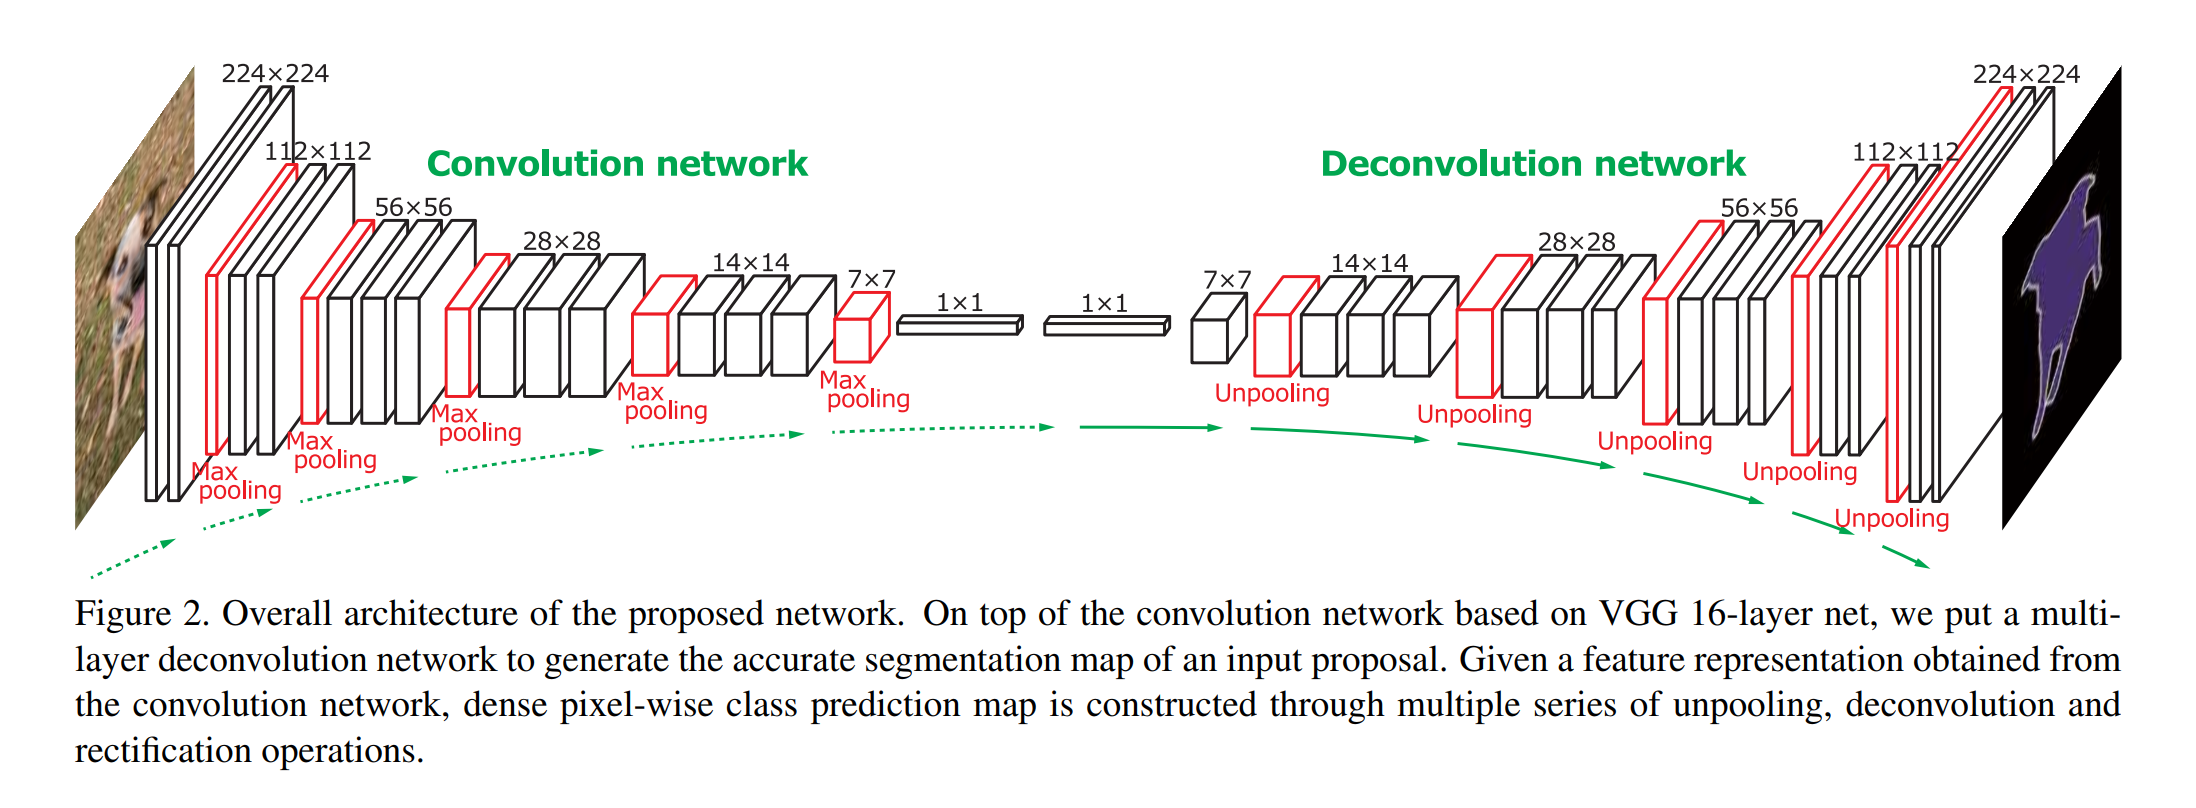 224×224
112×112
56×56
28×28
14×14
7×7
1×1
1×1
7×7
14×14
28×28
56×56
112×112
224×224
Convolution network
Deconvolution network
Max
pooling
Max
pooling
Max
pooling
Max
pooling
Max
pooling
Unpooling
Unpooling
Unpooling
Unpooling
Unpooling
Figure 2. Overall architecture of the proposed network. On top of the convolution network based on VGG 16-layer net, we put a multi-
layer deconvolution network to generate the accurate segmentation map of an input proposal. Given a feature representation obtained from
the convolution network, dense pixel-wise class prediction map is constructed through multiple series of unpooling, deconvolution and
rectification operations.